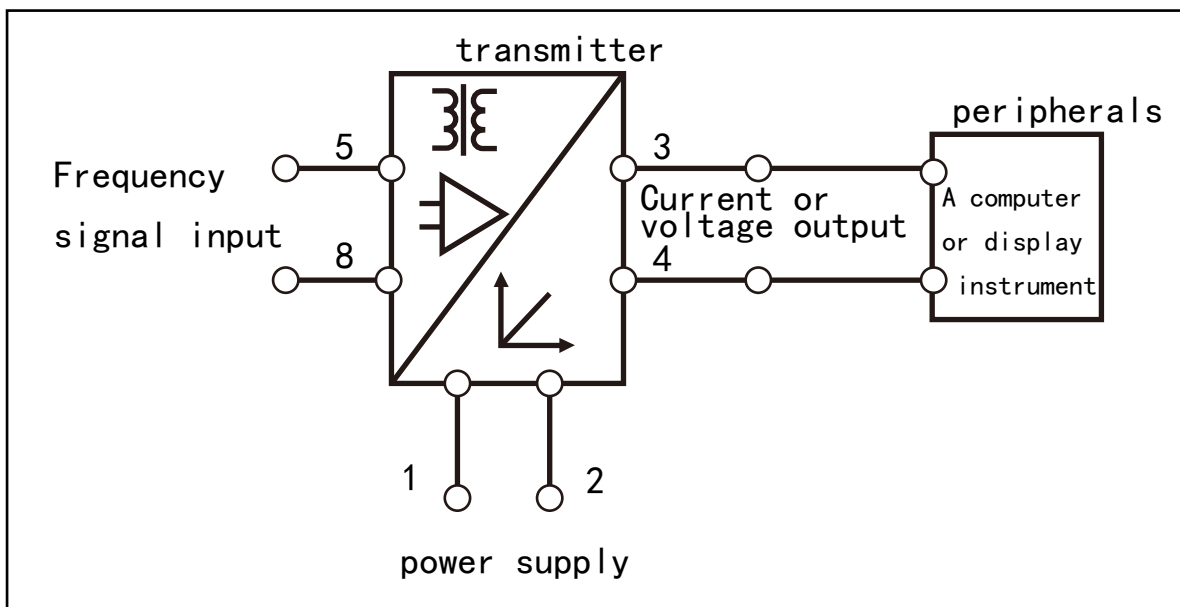 transmitter
peripherals
5
3
Frequency
signal input
Current or
voltage output
A computer
or display
instrument
8
4
1
2
power supply